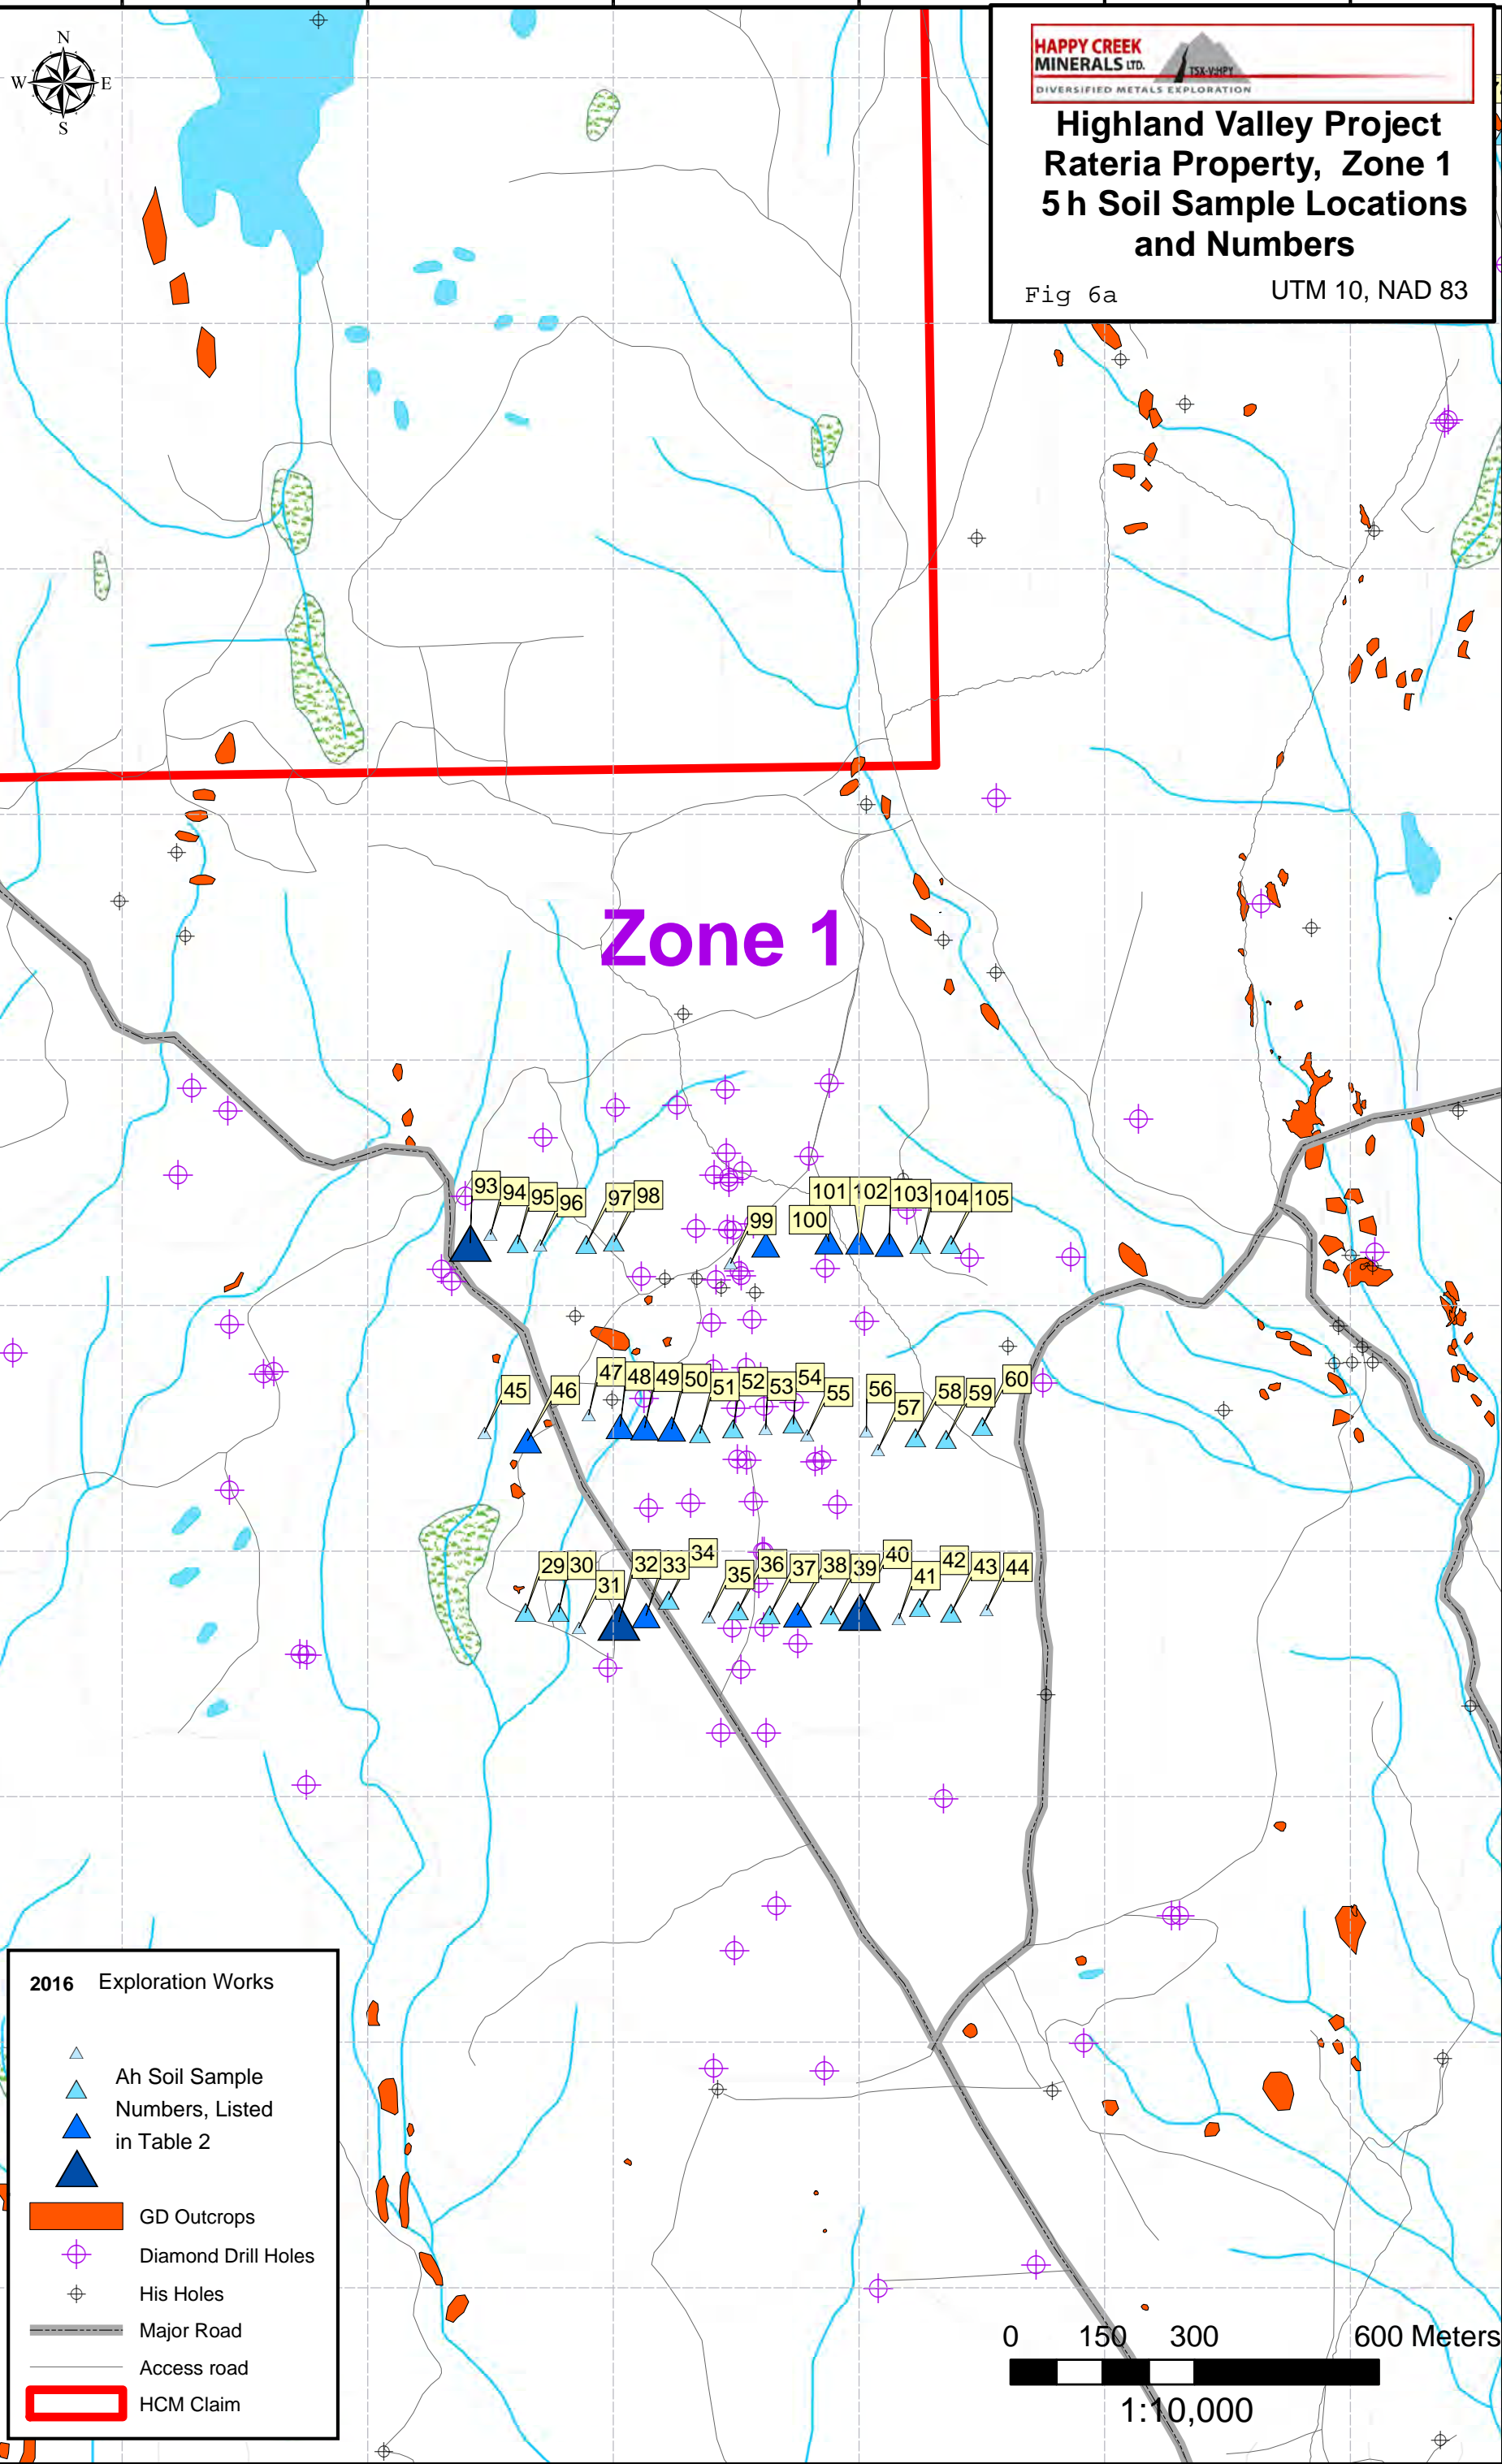 N
W E
S
HAPPY CREEK
MINERALS LTD.
TSX-V:HPY
DIVERSIFIED METALS EXPLORATION
Highland Valley Project
Rateria Property, Zone 1
5 h Soil Sample Locations
and Numbers
Fig 6a UTM 10, NAD 83
Zone 1
93 94 95 96 97 98 99 100 101 102 103 104 105
45 46 47 48 49 50 51 52 53 54 55 56 57 58 59 60
29 30 31 32 33 34 35 36 37 38 39 40 41 42 43 44
2016 Exploration Works
Ah Soil Sample
Numbers, Listed
in Table 2
GD Outcrops
Diamond Drill Holes
His Holes
Major Road
Access road
HCM Claim
0 150 300 600 Meters
1:10,000